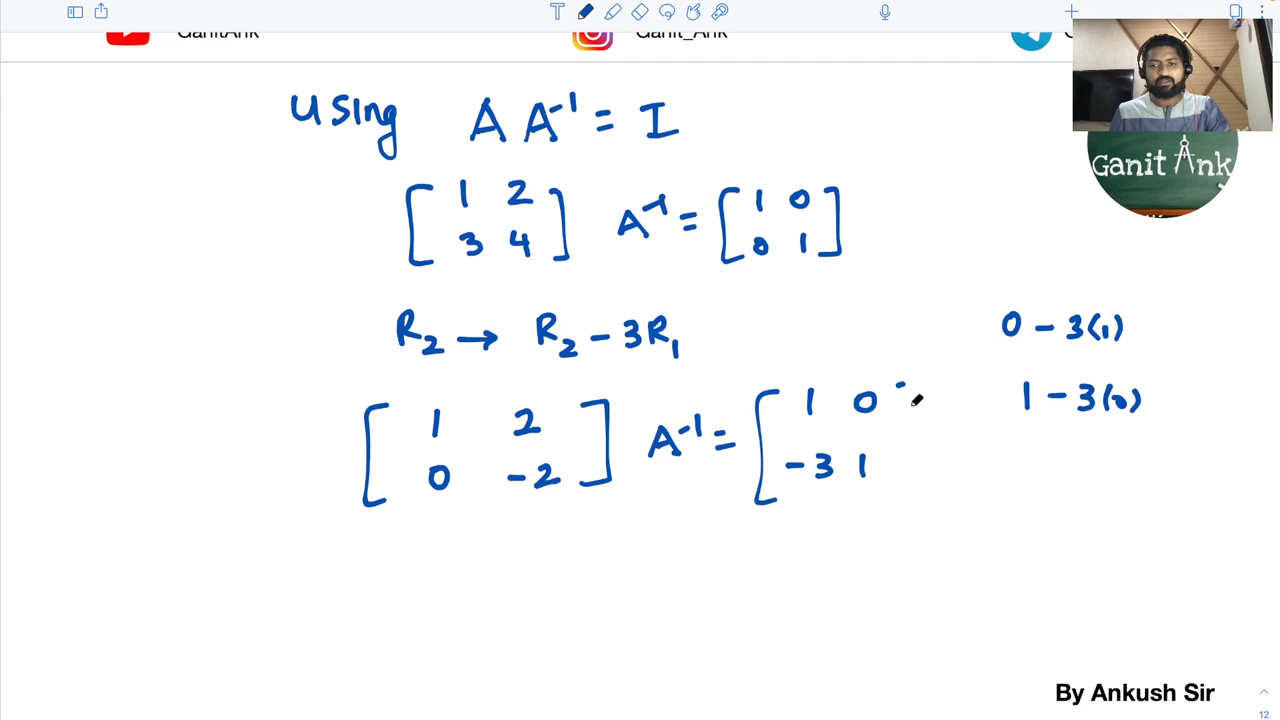 GanitAnk Ganit_Ank G
Ganit Ank
Using A A⁻¹ = I
[1 2
3 4] A⁻¹ = [1 0
0 1]
R₂ → R₂ - 3R₁
0 - 3(1)
1 - 3(0)
[1 2
0 -2] A⁻¹ = [1 0
-3 1
By Ankush Sir
12